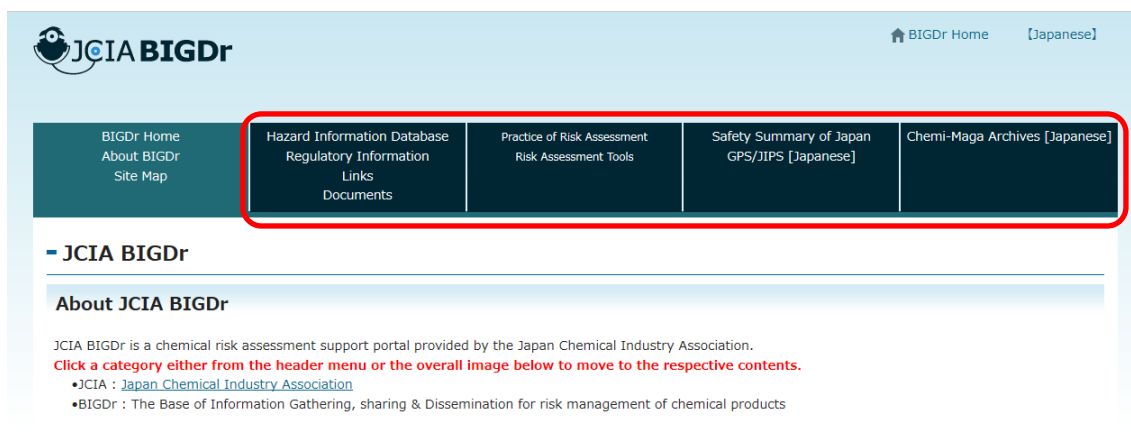 JCIA BIGDr
BIGDr Home 【Japanese】
BIGDr Home
About BIGDr
Site Map
Hazard Information Database
Regulatory Information
Links
Documents
Practice of Risk Assessment
Risk Assessment Tools
Safety Summary of Japan
GPS/JIPS [Japanese]
Chemi-Maga Archives [Japanese]
JCIA BIGDr
About JCIA BIGDr
JCIA BIGDr is a chemical risk assessment support portal provided by the Japan Chemical Industry Association.
Click a category either from the header menu or the overall image below to move to the respective contents.
•JCIA : Japan Chemical Industry Association
•BIGDr : The Base of Information Gathering, sharing & Dissemination for risk management of chemical products